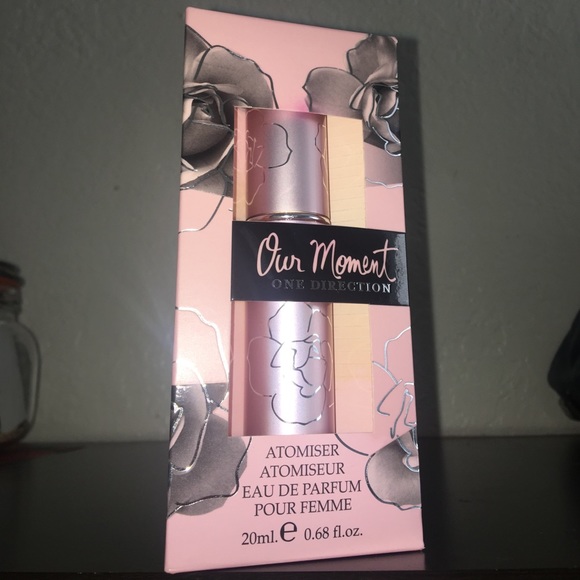 Our Moment
ONE DIRECTION
ATOMISER
ATOMISEUR
EAU DE PARFUM
POUR FEMME
20ml. e 0.68 fl.oz.